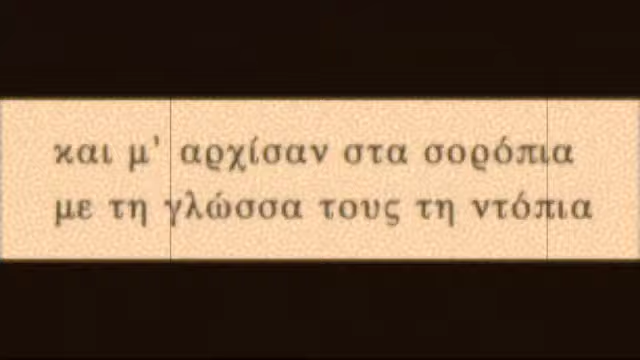 και μ' αρχίσαν στα σορόπια
με τη γλώσσα τους τη ντόπια